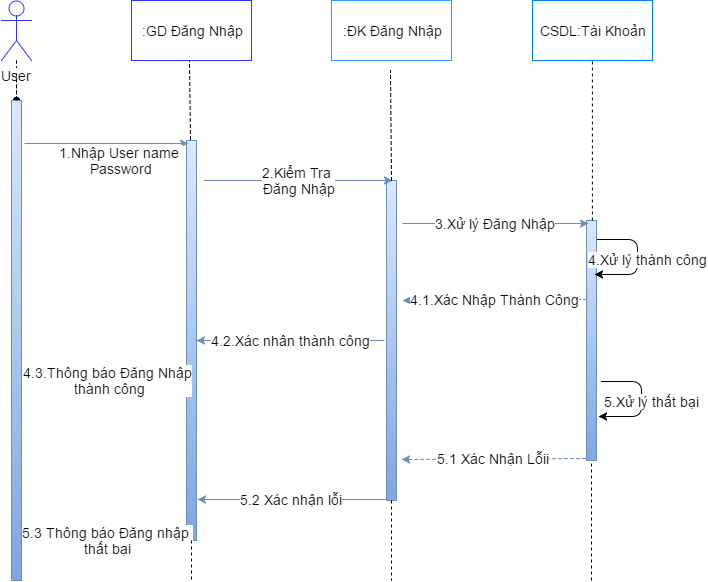 :GD Đăng Nhập
:ĐK Đăng Nhập
CSDL:Tài Khoản
User
1.Nhập User name
Password
2.Kiểm Tra
Đăng Nhập
3.Xử lý Đăng Nhập
4.Xử lý thành công
4.1.Xác Nhập Thành Công
4.2.Xác nhân thành công
4.3.Thông báo Đăng Nhập
thành công
5.Xử lý thất bại
5.1 Xác Nhận Lỗii
5.2 Xác nhận lỗi
5.3 Thông báo Đăng nhập
thất bại